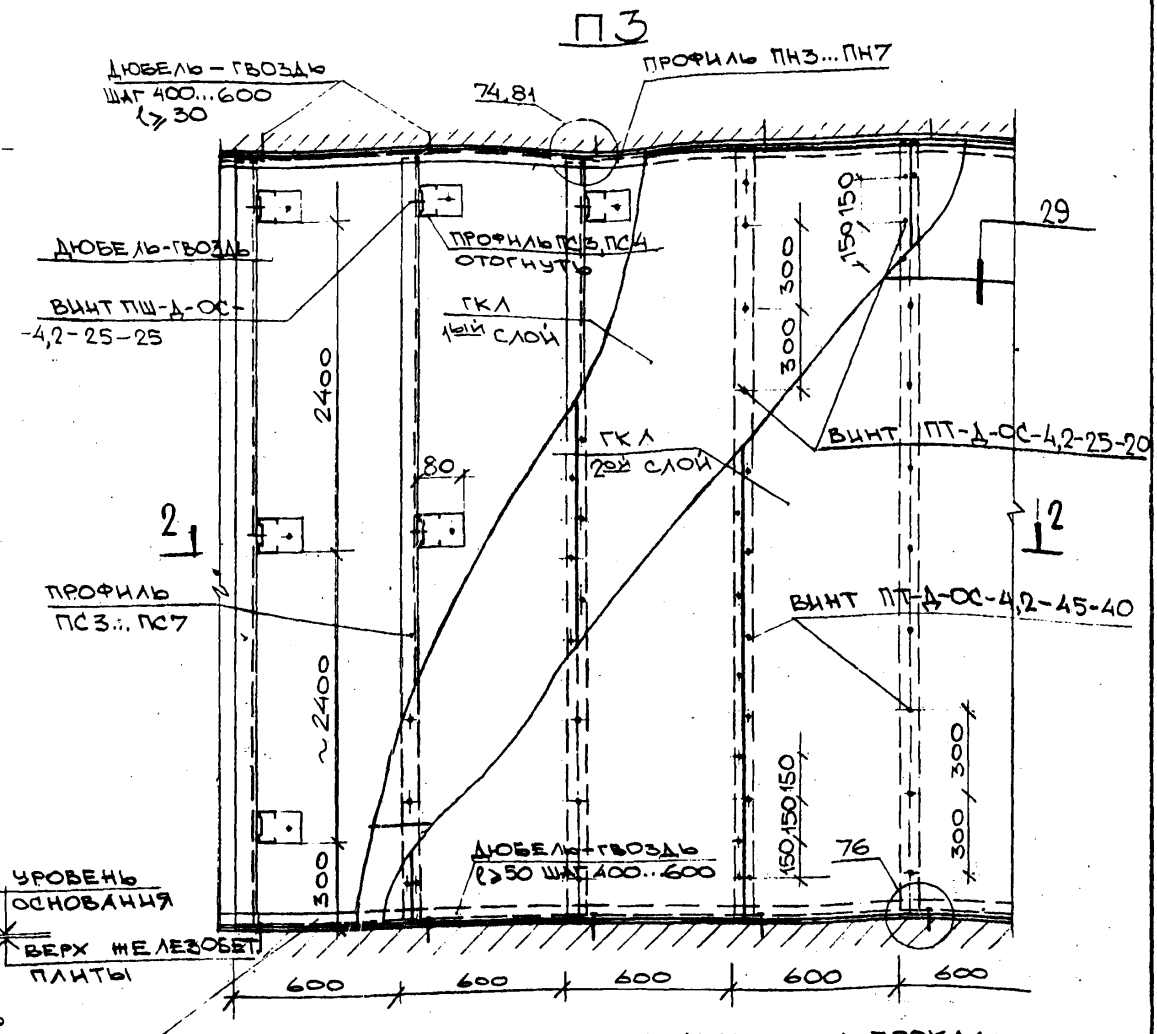 П3
ДЮБЕЛЬ-ГВОЗДЬ
ШАГ 400...600
ℓ⩾30
74,81
ПРОФИЛЬ ПН3...ПН7
ДЮБЕЛЬ-ГВОЗДЬ
ВИНТ ПШ-Д-ОС-
-4,2-25-25
ПРОФИЛЬ ПС3, ПС4
ОТОГНУТЬ
ГКЛ
1ЫЙ СЛОЙ
150 150
300
300
29
2400
80
ГКЛ
2ОЙ СЛОЙ
ВИНТ ПТ-Д-ОС-4,2-25-20
2
2
ПРОФИЛЬ
ПС3... ПС7
ВИНТ ПТ-Д-ОС-4,2-45-40
~2400
300
150,150,150
300 300
ДЮБЕЛЬ-ГВОЗДЬ
ℓ⩾50 ШАГ 400...600
76
УРОВЕНЬ
ОСНОВАНИЯ
ВЕРХ ЖЕЛЕЗОБЕТ.
ПЛИТЫ
600 600 600 600 600